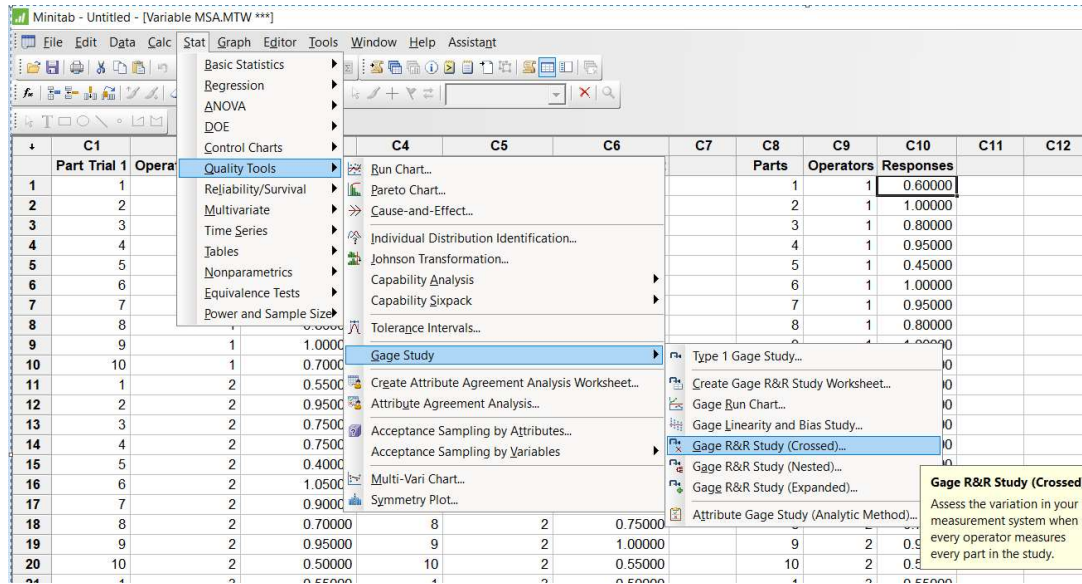 Minitab - Untitled - [Variable MSA.MTW ***]
File Edit Data Calc Stat Graph Editor Tools Window Help Assistant
Basic Statistics
Regression
ANOVA
DOE
Control Charts
Quality Tools
Reliability/Survival
Multivariate
Time Series
Tables
Nonparametrics
Equivalence Tests
Power and Sample Size
Run Chart...
Pareto Chart...
Cause-and-Effect...
Individual Distribution Identification...
Johnson Transformation...
Capability Analysis
Capability Sixpack
Tolerance Intervals...
Gage Study
Create Attribute Agreement Analysis Worksheet...
Attribute Agreement Analysis...
Acceptance Sampling by Attributes...
Acceptance Sampling by Variables
Multi-Vari Chart...
Symmetry Plot...
Type 1 Gage Study...
Create Gage R&R Study Worksheet...
Gage Run Chart...
Gage Linearity and Bias Study...
Gage R&R Study (Crossed)...
Gage R&R Study (Nested)...
Gage R&R Study (Expanded)...
Attribute Gage Study (Analytic Method)...
Gage R&R Study (Crossed)
Assess the variation in your
measurement system when
every operator measures
every part in the study.
C1 C4 C5 C6 C7 C8 C9 C10 C11 C12
Part Trial 1 Parts Operators Responses
1 1 1 1 0.60000
2 2 2 1 1.00000
3 3 3 1 0.80000
4 4 4 1 0.95000
5 5 5 1 0.45000
6 6 6 1 1.00000
7 7 7 1 0.95000
8 8 8 1 0.80000
9 9 1 1.0000
10 10 1 0.7000
11 1 2 0.5500
12 2 2 0.9500
13 3 2 0.7500
14 4 2 0.7500
15 5 2 0.4000
16 6 2 1.0500
17 7 2 0.9000
18 8 2 0.70000 8 2 0.75000
19 9 2 0.95000 9 2 1.00000 9 2
20 10 2 0.50000 10 2 0.55000 10 2